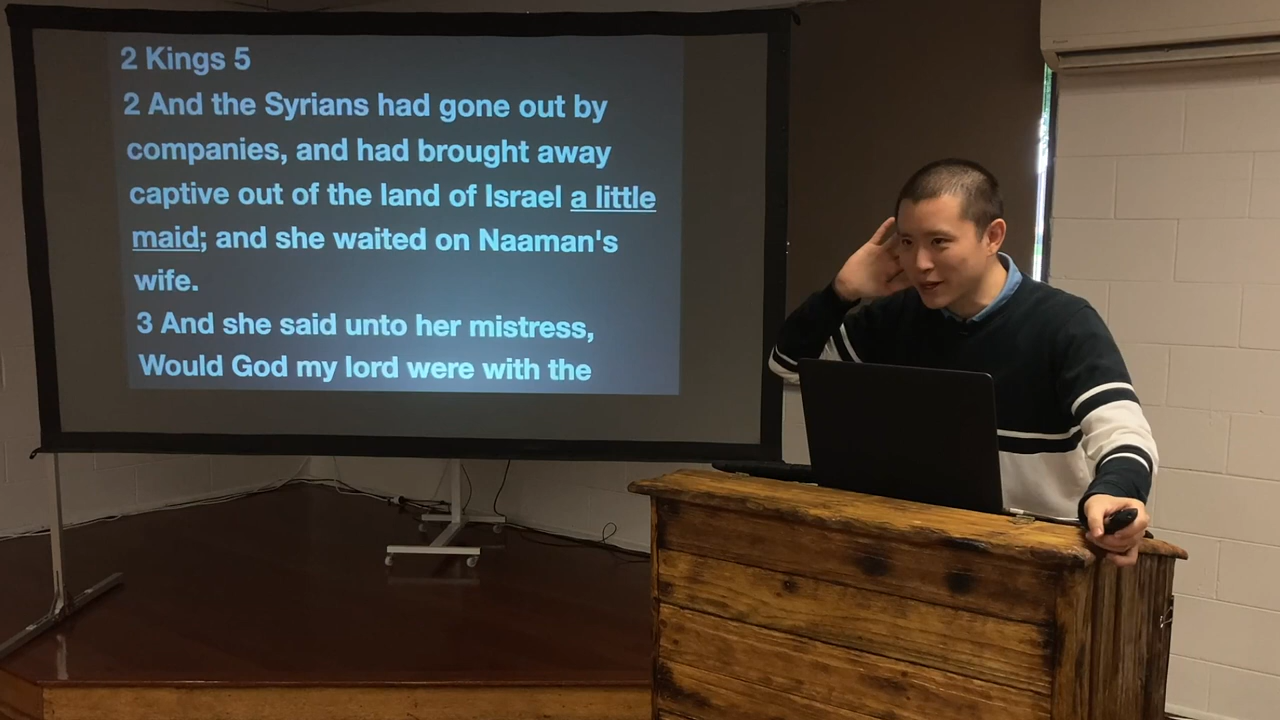 2 Kings 5
2 And the Syrians had gone out by
companies, and had brought away
captive out of the land of Israel a little
maid; and she waited on Naaman's
wife.
3 And she said unto her mistress,
Would God my lord were with the